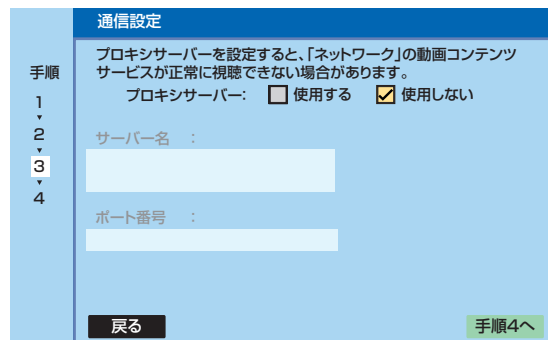 通信設定
プロキシサーバーを設定すると、「ネットワーク」の動画コンテンツ
サービスが正常に視聴できない場合があります。
プロキシサーバー: 使用する 使用しない
サーバー名 :
ポート番号 :
手順
1
2
3
4
戻る
手順4へ